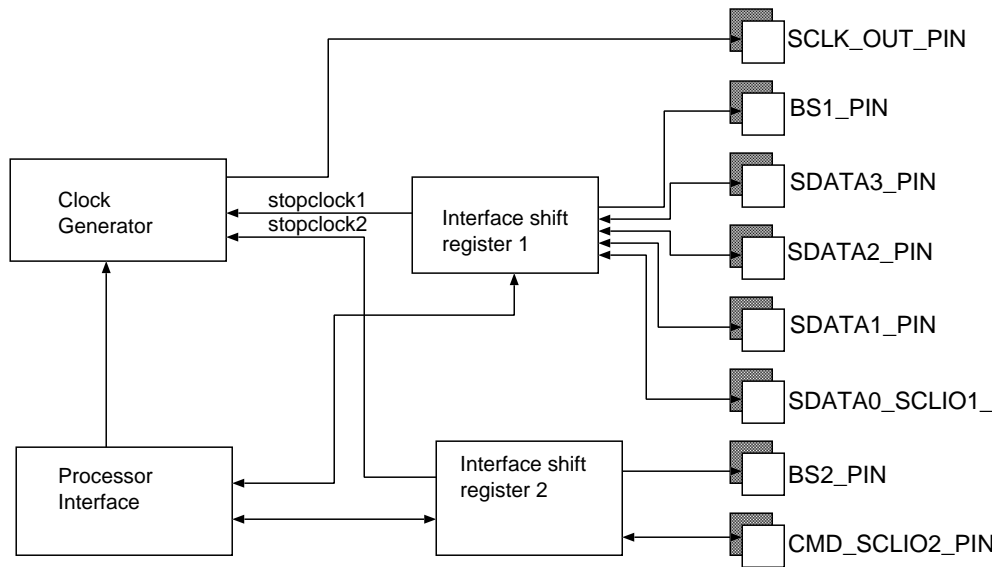 SCLK_OUT_PIN
BS1_PIN
SDATA3_PIN
Clock
Generator
stopclock1
stopclock2
Interface shift
register 1
SDATA2_PIN
SDATA1_PIN
SDATA0_SCLIO1_
Processor
Interface
Interface shift
register 2
BS2_PIN
CMD_SCLIO2_PIN